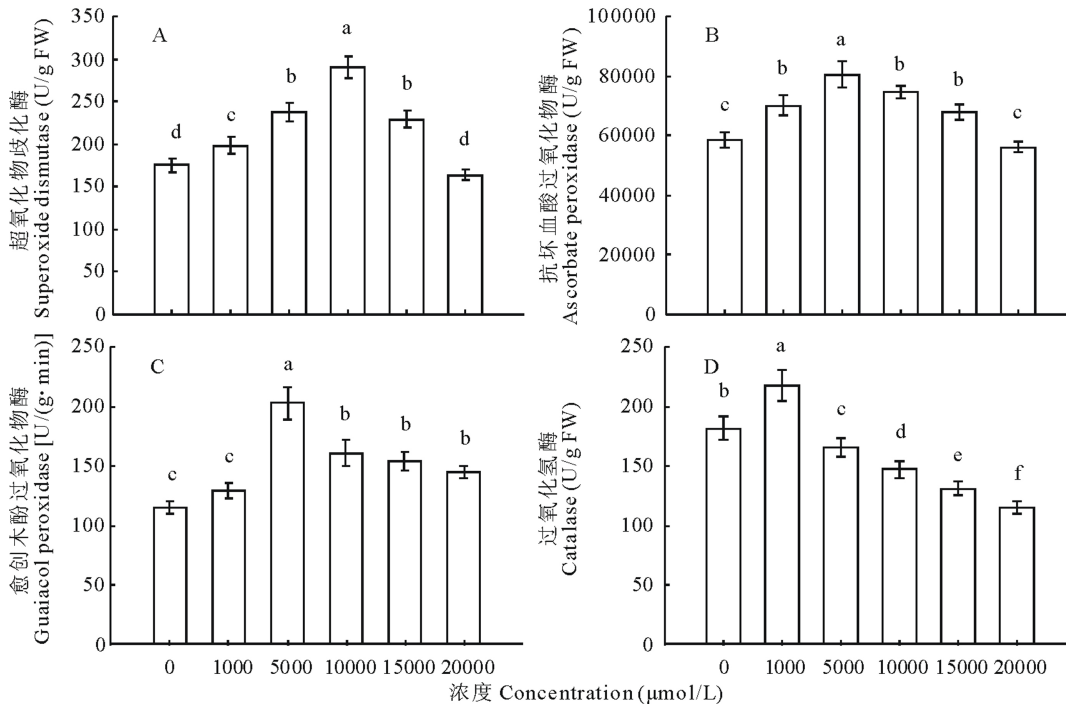 A
超氧化物歧化酶
Superoxide dismutase (U/g FW)
350
300
250
200
150
100
50
0
d
c
b
a
b
d
B
抗坏血酸过氧化物酶
Ascorbate peroxidase (U/g FW)
100000
80000
60000
40000
20000
0
c
b
a
b
b
c
C
愈创木酚过氧化物酶
Guaiacol peroxidase [U/(g·min)]
250
200
150
100
50
0
c
c
a
b
b
b
0 1000 5000 10000 15000 20000
D
过氧化氢酶
Catalase (U/g FW)
250
200
150
100
50
0
b
a
c
d
e
f
0 1000 5000 10000 15000 20000
浓度 Concentration (μmol/L)